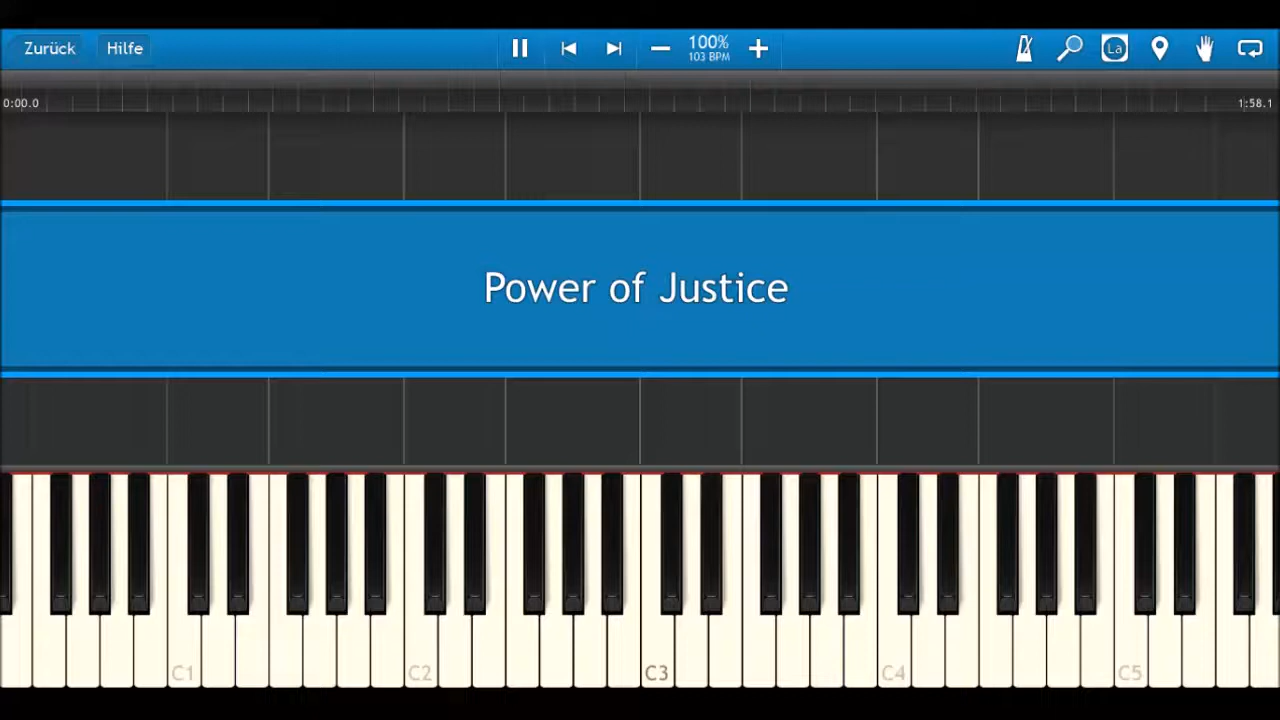 Zurück Hilfe 100% La
103 BPM
0:00.0 1:58.1
Power of Justice
C1 C2 C3 C4 C5